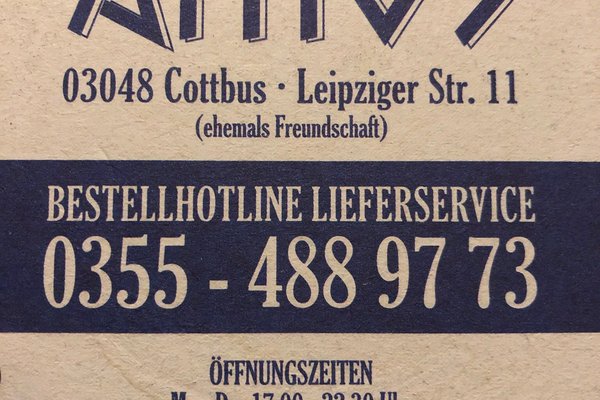 03048 Cottbus · Leipziger Str. 11
(ehemals Freundschaft)
BESTELLHOTLINE LIEFERSERVICE
0355 - 488 97 73
ÖFFNUNGSZEITEN